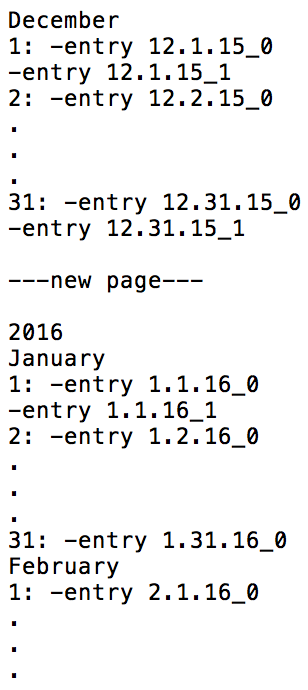 December
1: -entry 12.1.15_0
-entry 12.1.15_1
2: -entry 12.2.15_0
.
.
.
31: -entry 12.31.15_0
-entry 12.31.15_1
---new page---
2016
January
1: -entry 1.1.16_0
-entry 1.1.16_1
2: -entry 1.2.16_0
.
.
.
31: -entry 1.31.16_0
February
1: -entry 2.1.16_0
.
.
.